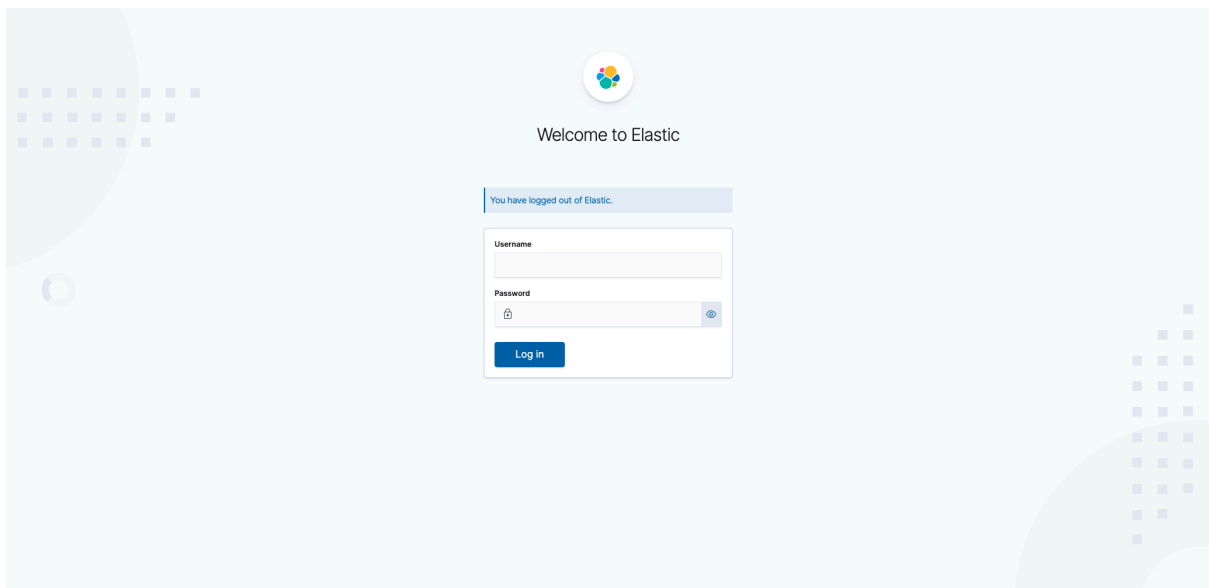 Welcome to Elastic
You have logged out of Elastic.
Username
Password
Log in